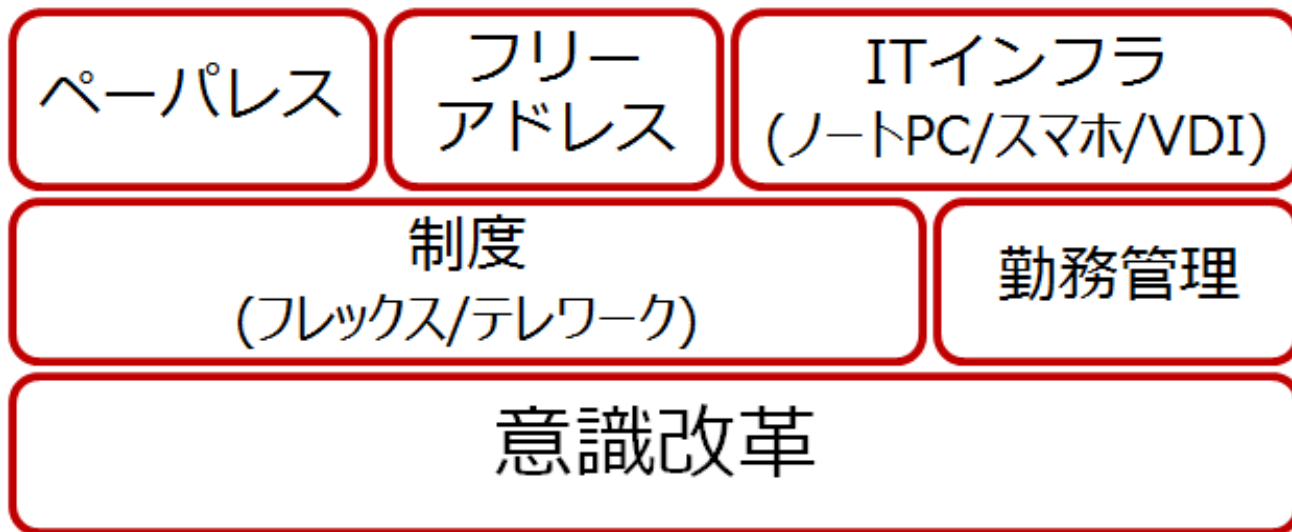 ペーパレス
フリー
アドレス
ITインフラ
(ノートPC/スマホ/VDI)
制度
(フレックス/テレワーク)
勤務管理
意識改革